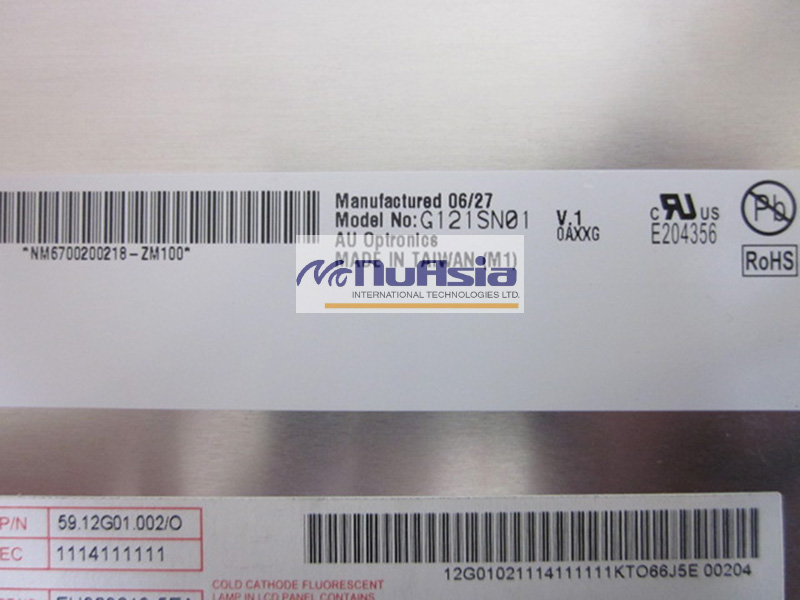 Manufactured 06/27
Model No: G121SN01 V.1
AU Optronics 0AXXG
MADE IN TAIWAN (M1)
*NM6700200218-ZM100*
C UR US
E204356
Pb
RoHS
NuAsia
INTERNATIONAL TECHNOLOGIES LTD.
P/N 59.12G01.002/O
EC 1114111111
12G01021114111111KTO66J5E 00204
COLD CATHODE FLUORESCENT
LAMP IN LCD PANEL CONTAINS